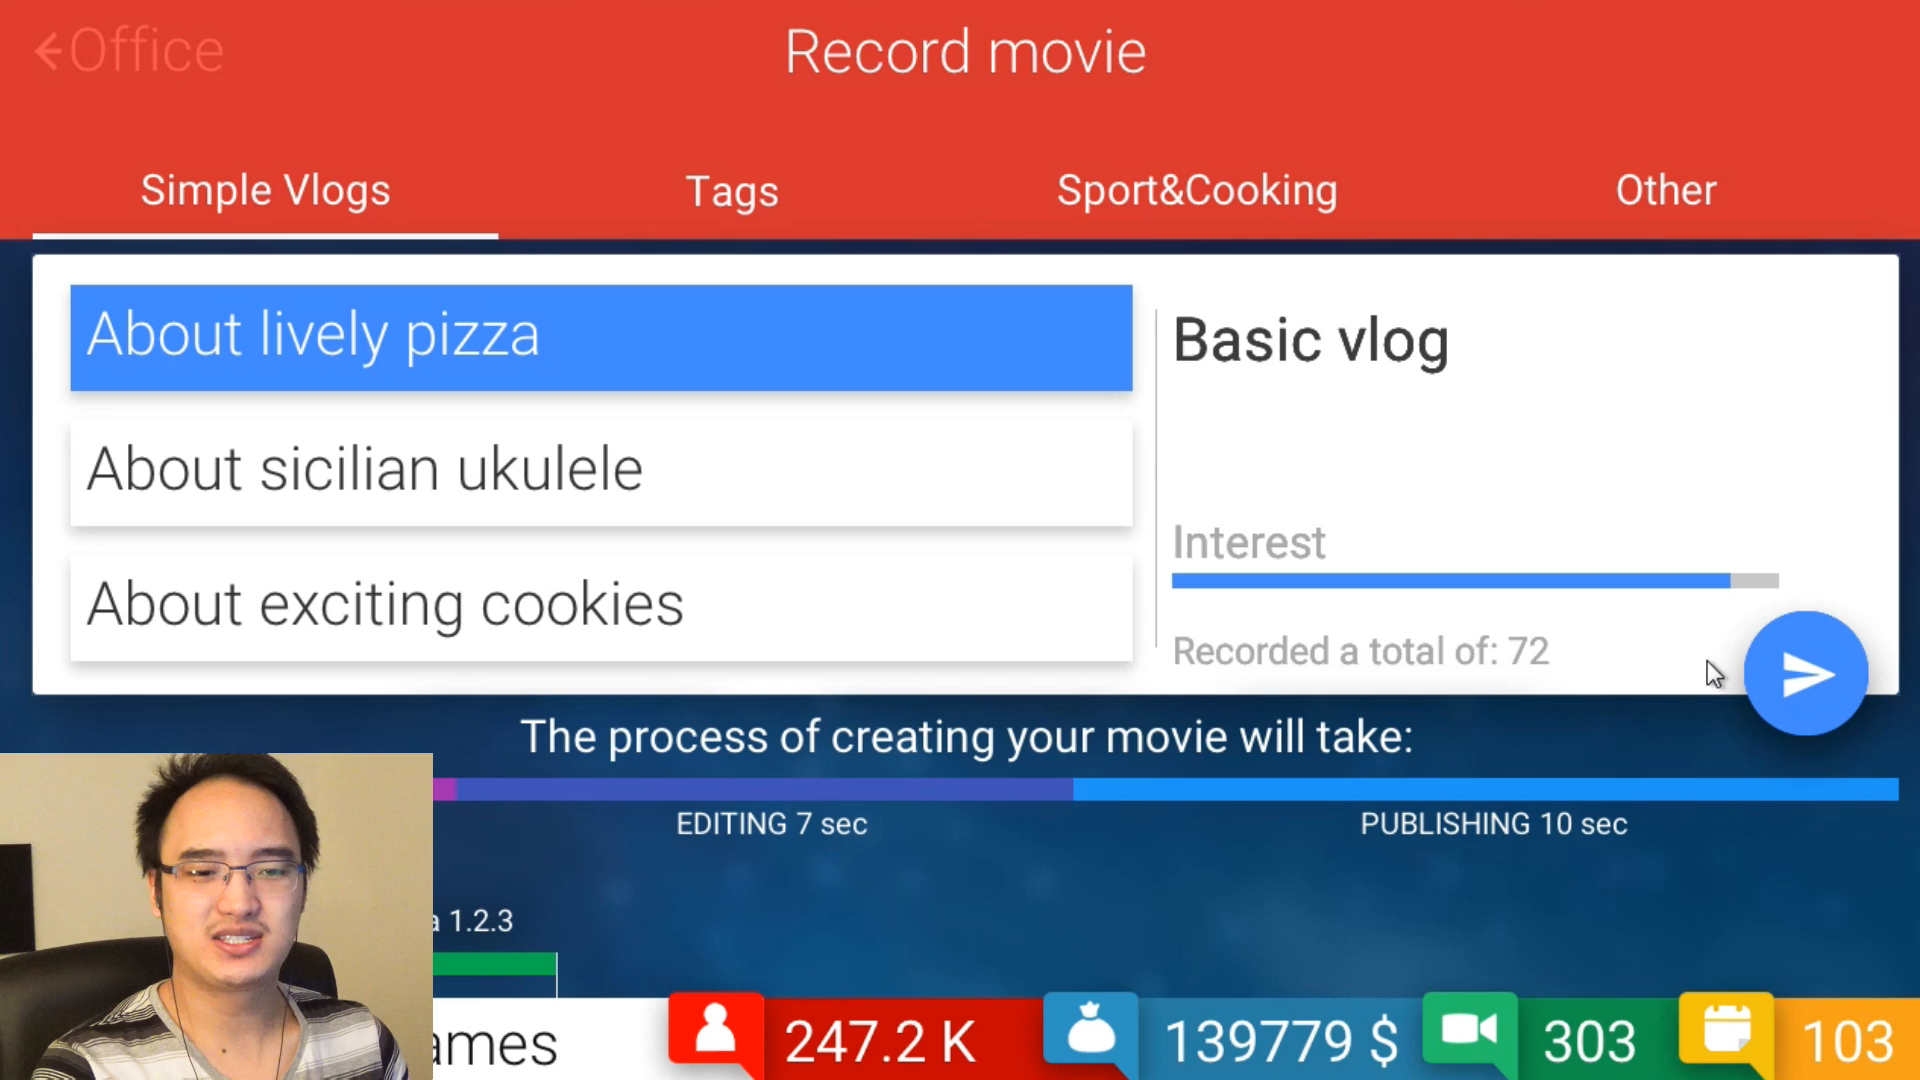 Office
Record movie
Simple Vlogs
Tags
Sport&Cooking
Other
About lively pizza
About sicilian ukulele
About exciting cookies
Basic vlog
Interest
Recorded a total of: 72
The process of creating your movie will take:
EDITING 7 sec
PUBLISHING 10 sec
a 1.2.3
ames
247.2 K
139779 $
303
103